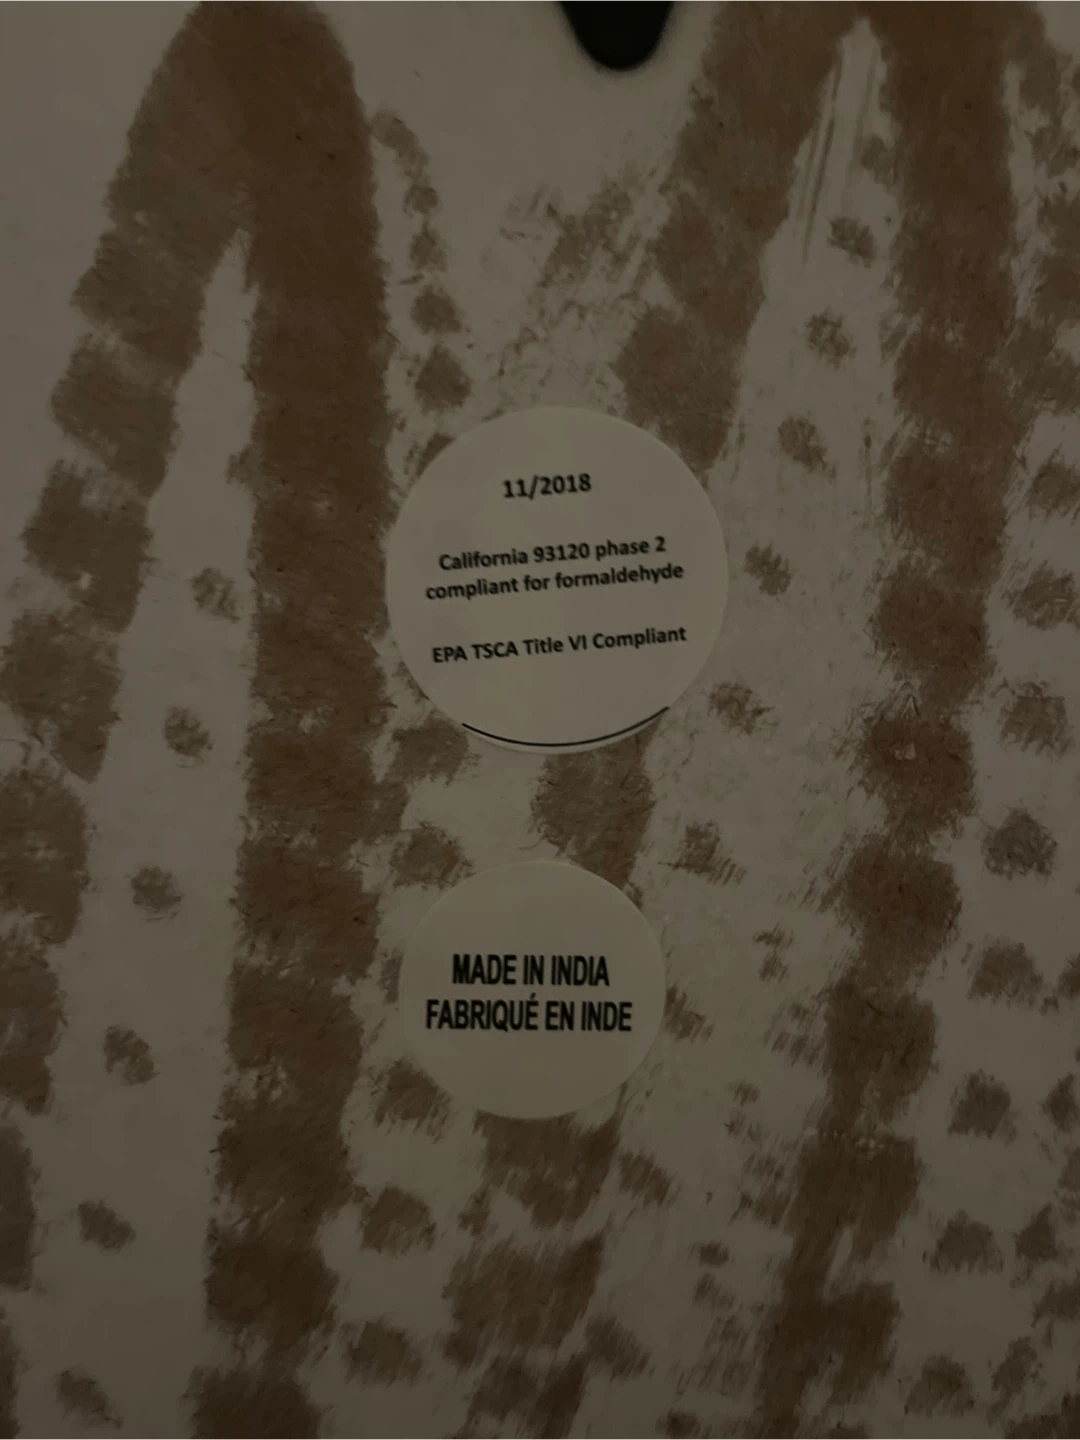 11/2018
California 93120 phase 2
compliant for formaldehyde
EPA TSCA Title VI Compliant
MADE IN INDIA
FABRIQUÉ EN INDE